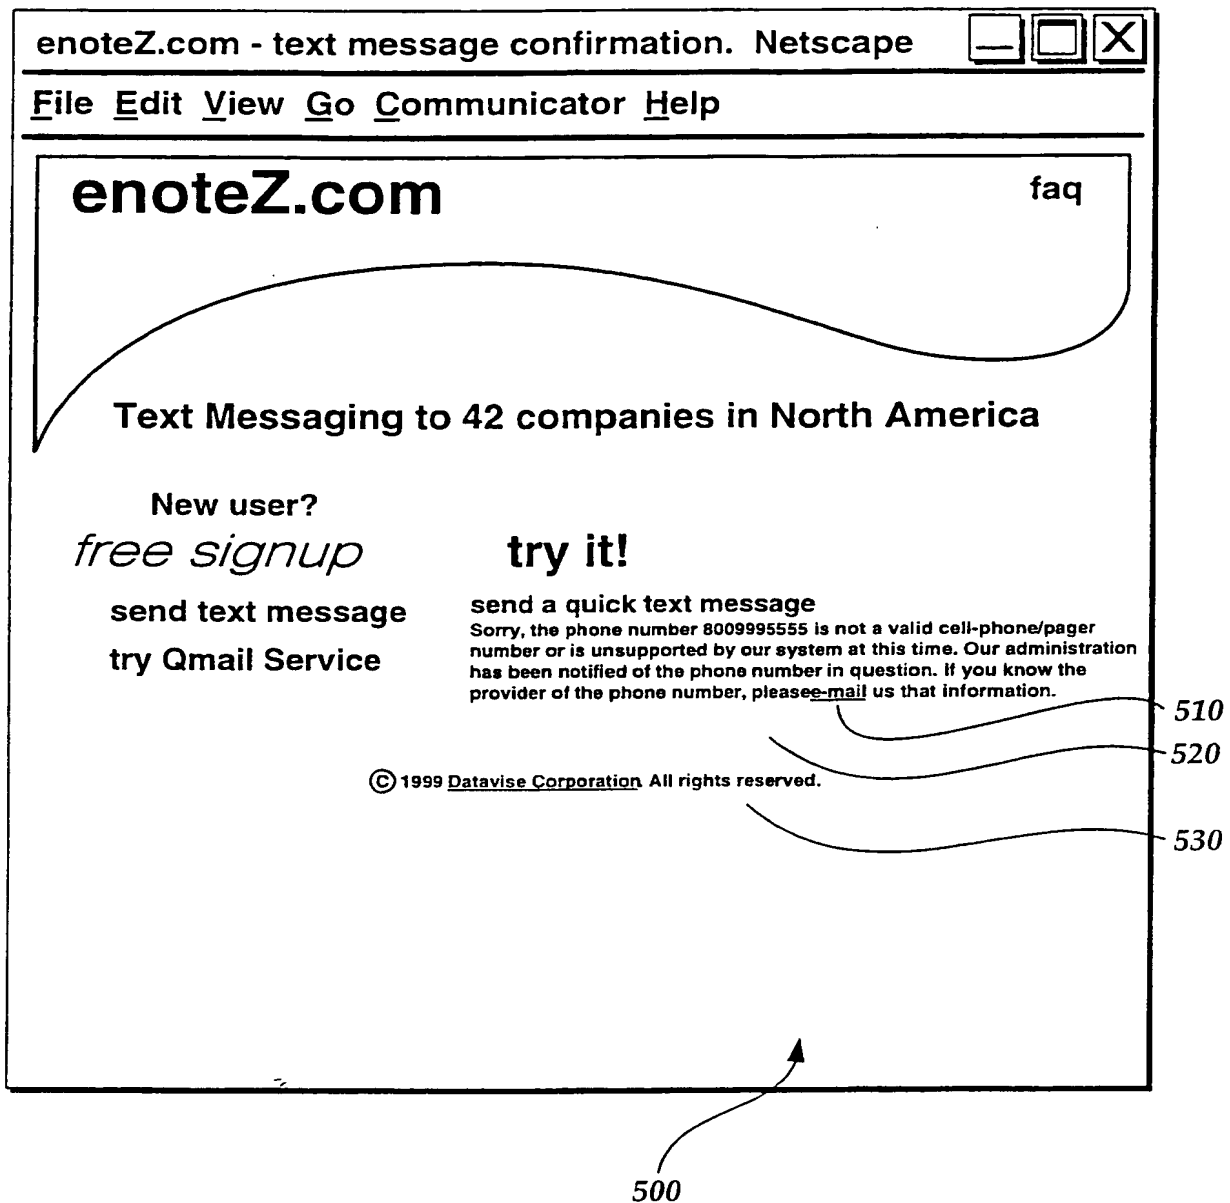 enoteZ.com - text message confirmation. Netscape
File Edit View Go Communicator Help
enoteZ.com
faq
Text Messaging to 42 companies in North America
New user?
free signup
send text message
try Qmail Service
try it!
send a quick text message
Sorry, the phone number 8009995555 is not a valid cell-phone/pager
number or is unsupported by our system at this time. Our administration
has been notified of the phone number in question. If you know the
provider of the phone number, pleasee-mail us that information.
510
520
© 1999 Datavise Corporation. All rights reserved.
530
500